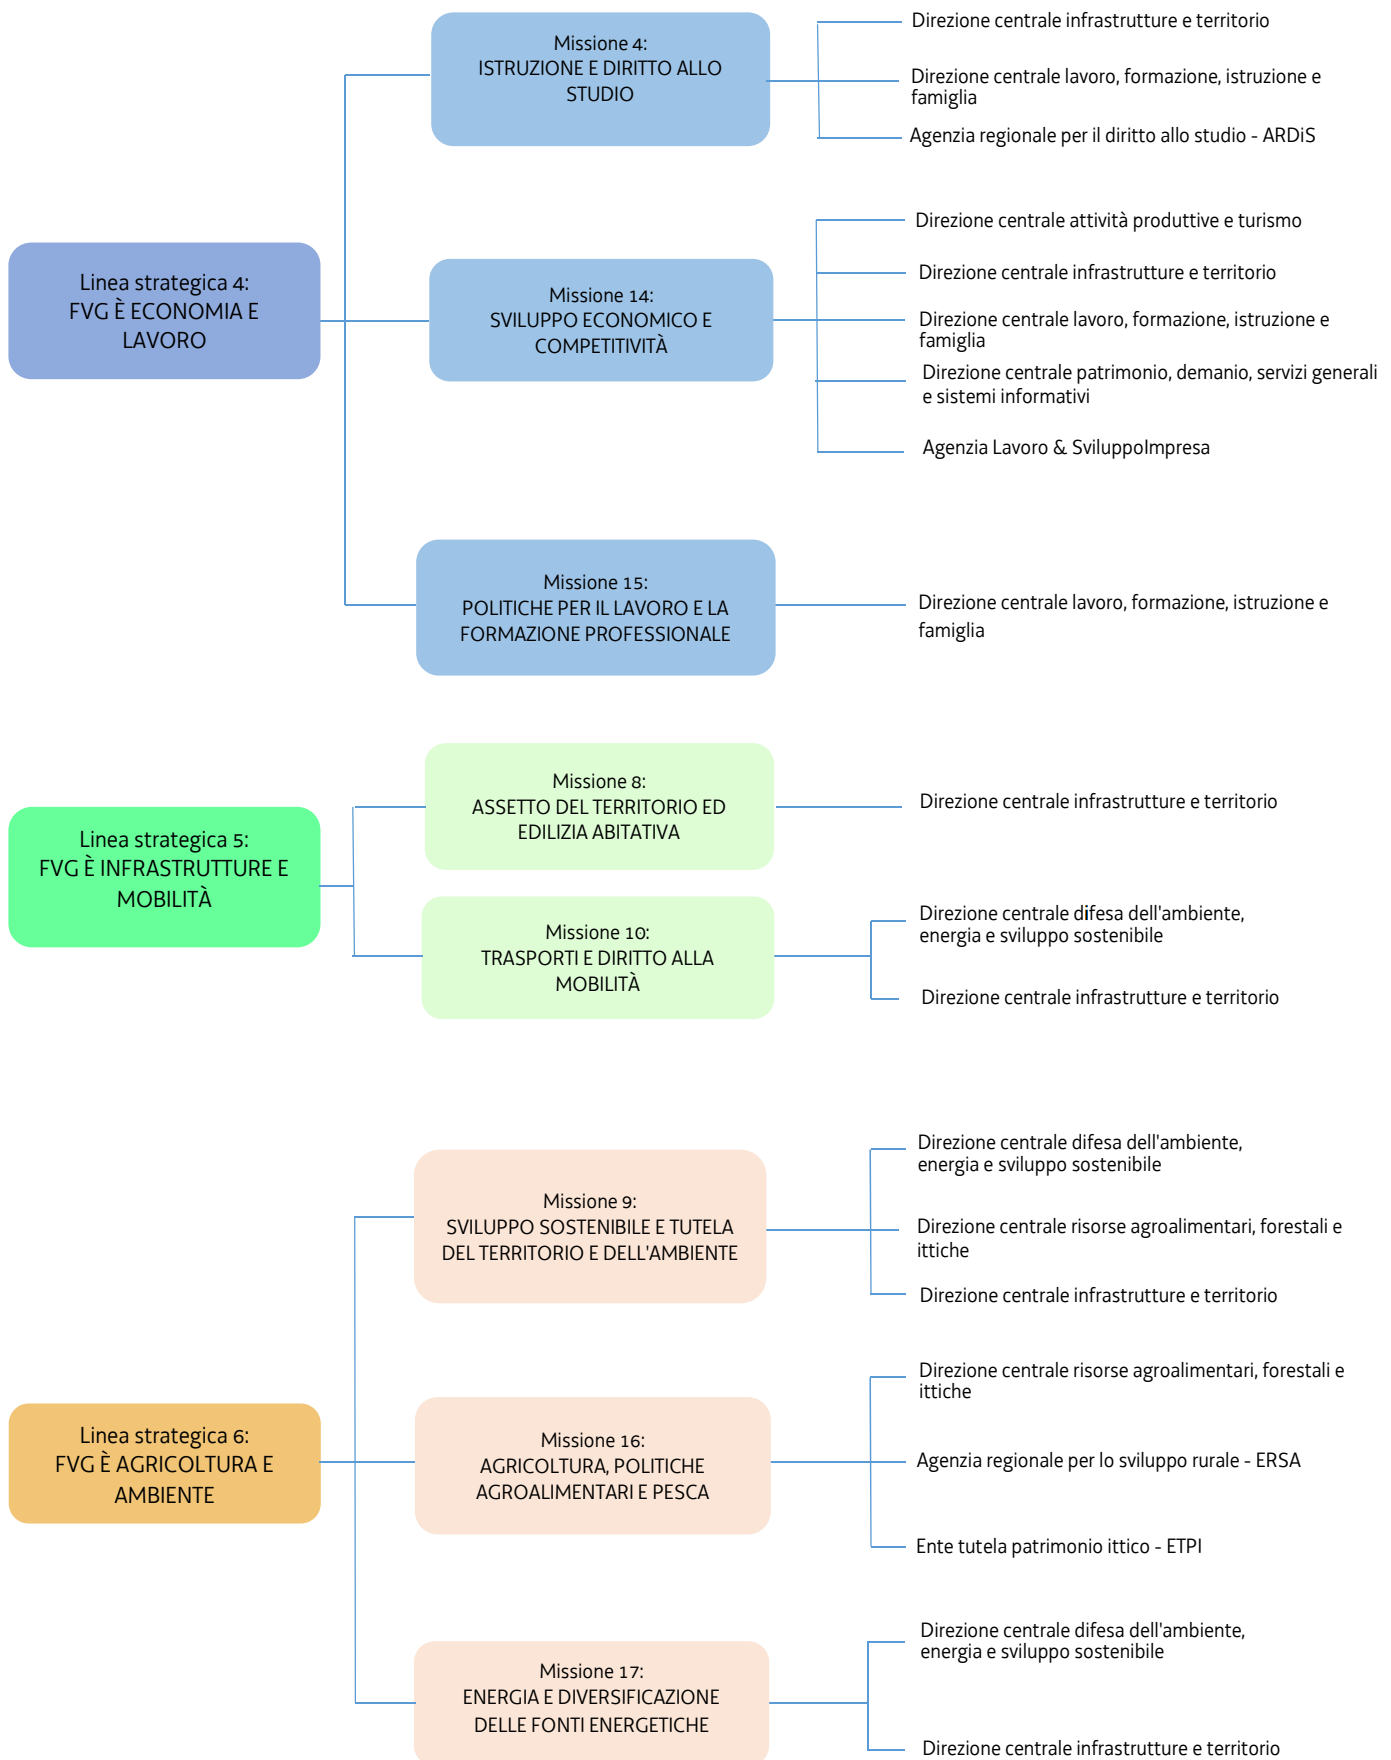 Linea strategica 4:
FVG È ECONOMIA E
LAVORO
Missione 4:
ISTRUZIONE E DIRITTO ALLO
STUDIO
Direzione centrale infrastrutture e territorio
Direzione centrale lavoro, formazione, istruzione e
famiglia
Agenzia regionale per il diritto allo studio - ARDiS
Missione 14:
SVILUPPO ECONOMICO E
COMPETITIVITÀ
Direzione centrale attività produttive e turismo
Direzione centrale infrastrutture e territorio
Direzione centrale lavoro, formazione, istruzione e
famiglia
Direzione centrale patrimonio, demanio, servizi generali
e sistemi informativi
Agenzia Lavoro & SviluppoImpresa
Missione 15:
POLITICHE PER IL LAVORO E LA
FORMAZIONE PROFESSIONALE
Direzione centrale lavoro, formazione, istruzione e
famiglia
Linea strategica 5:
FVG È INFRASTRUTTURE E
MOBILITÀ
Missione 8:
ASSETTO DEL TERRITORIO ED
EDILIZIA ABITATIVA
Direzione centrale infrastrutture e territorio
Missione 10:
TRASPORTI E DIRITTO ALLA
MOBILITÀ
Direzione centrale difesa dell'ambiente,
energia e sviluppo sostenibile
Direzione centrale infrastrutture e territorio
Linea strategica 6:
FVG È AGRICOLTURA E
AMBIENTE
Missione 9:
SVILUPPO SOSTENIBILE E TUTELA
DEL TERRITORIO E DELL'AMBIENTE
Direzione centrale difesa dell'ambiente,
energia e sviluppo sostenibile
Direzione centrale risorse agroalimentari, forestali e
ittiche
Direzione centrale infrastrutture e territorio
Missione 16:
AGRICOLTURA, POLITICHE
AGROALIMENTARI E PESCA
Direzione centrale risorse agroalimentari, forestali e
ittiche
Agenzia regionale per lo sviluppo rurale - ERSA
Ente tutela patrimonio ittico - ETPI
Missione 17:
ENERGIA E DIVERSIFICAZIONE
DELLE FONTI ENERGETICHE
Direzione centrale difesa dell'ambiente,
energia e sviluppo sostenibile
Direzione centrale infrastrutture e territorio